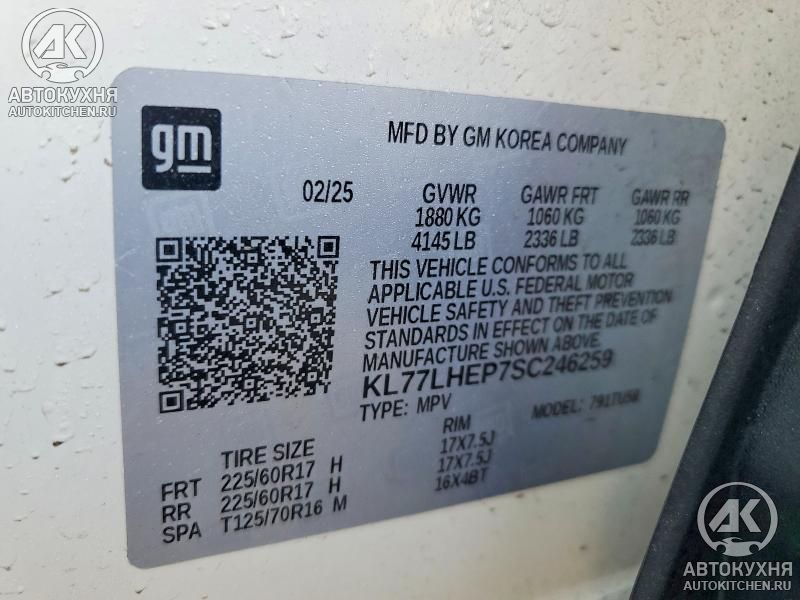 AK
АВТОКУХНЯ
AUTOKITCHEN.RU
gm
MFD BY GM KOREA COMPANY
02/25 GVWR GAWR FRT GAWR RR
1880 KG 1060 KG 1060 KG
4145 LB 2336 LB 2336 LB
THIS VEHICLE CONFORMS TO ALL
APPLICABLE U.S. FEDERAL MOTOR
VEHICLE SAFETY AND THEFT PREVENTION
STANDARDS IN EFFECT ON THE DATE OF
MANUFACTURE SHOWN ABOVE.
KL77LHEP7SC246259
TYPE: MPV MODEL: 791TU58
TIRE SIZE RIM
FRT 225/60R17 H 17X7.5J
RR 225/60R17 H 17X7.5J
SPA T125/70R16 M 16X4BT
AK
АВТОКУХНЯ
AUTOKITCHEN.RU